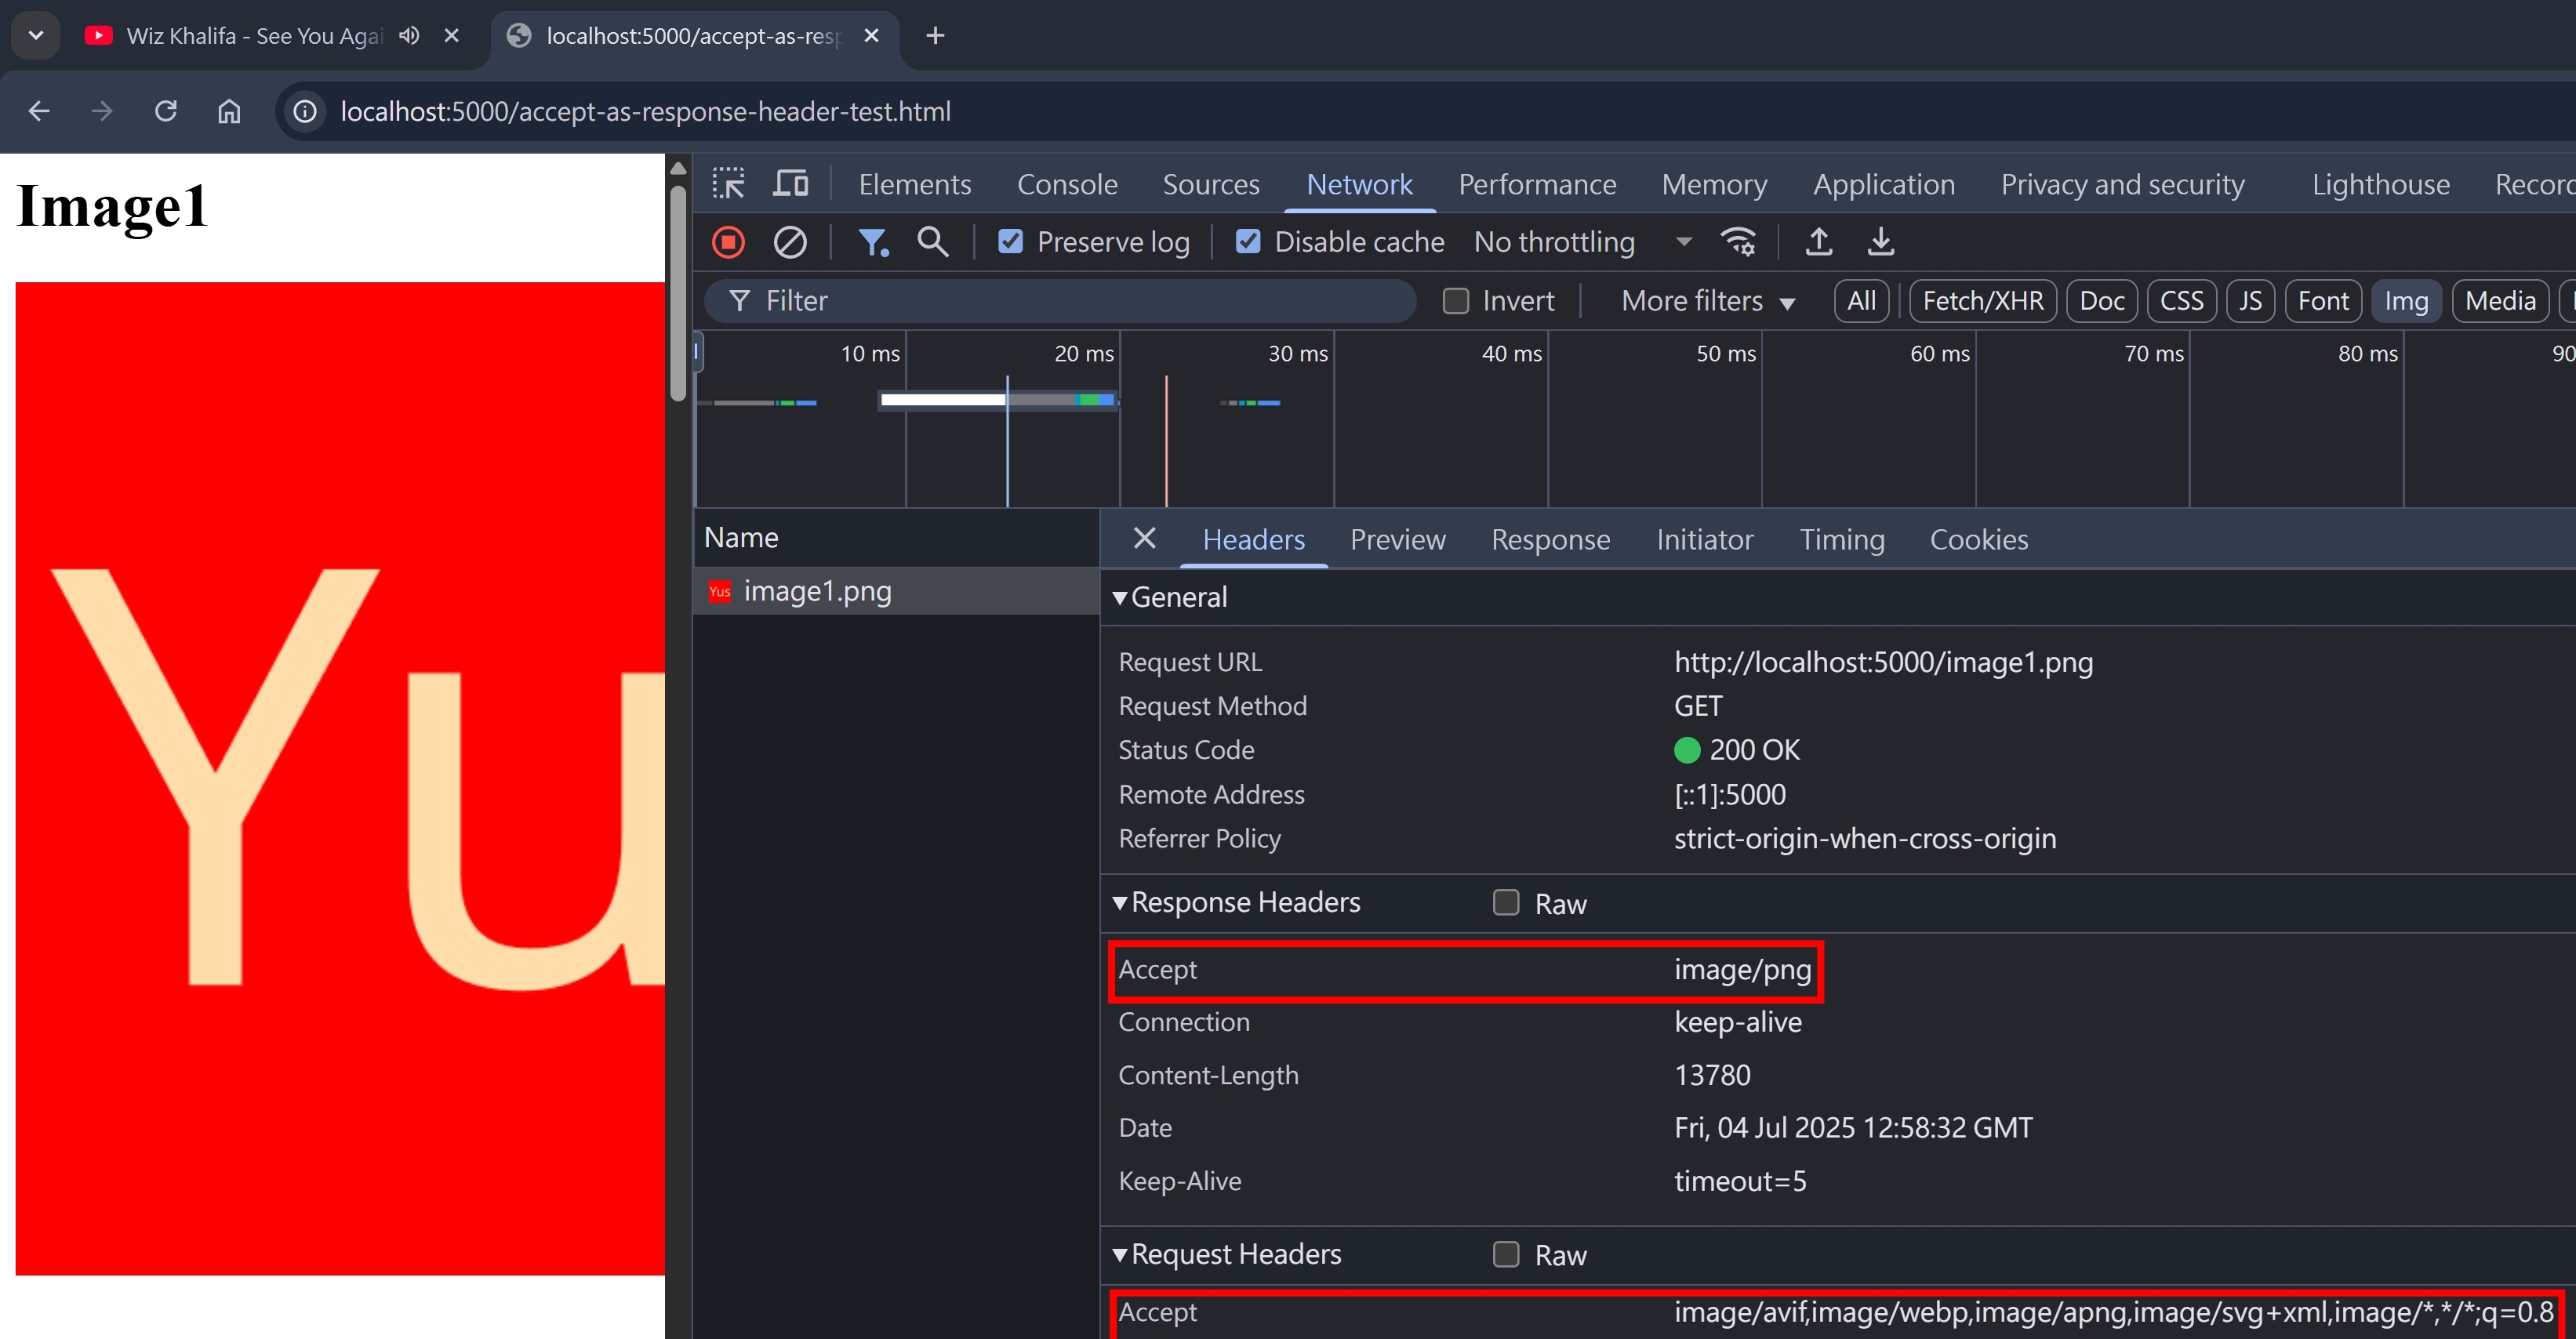 Wiz Khalifa - See You Agai
localhost:5000/accept-as-resp
localhost:5000/accept-as-response-header-test.html
Image1
Yu
Elements Console Sources Network Performance Memory Application Privacy and security Lighthouse Recor
Preserve log Disable cache No throttling
Filter Invert More filters All Fetch/XHR Doc CSS JS Font Img Media
10 ms 20 ms 30 ms 40 ms 50 ms 60 ms 70 ms 80 ms 90
Name
Yus image1.png
Headers Preview Response Initiator Timing Cookies
General
Request URL http://localhost:5000/image1.png
Request Method GET
Status Code 200 OK
Remote Address [::1]:5000
Referrer Policy strict-origin-when-cross-origin
Response Headers Raw
Accept image/png
Connection keep-alive
Content-Length 13780
Date Fri, 04 Jul 2025 12:58:32 GMT
Keep-Alive timeout=5
Request Headers Raw
Accept image/avif,image/webp,image/apng,image/svg+xml,image/*,*/*;q=0.8